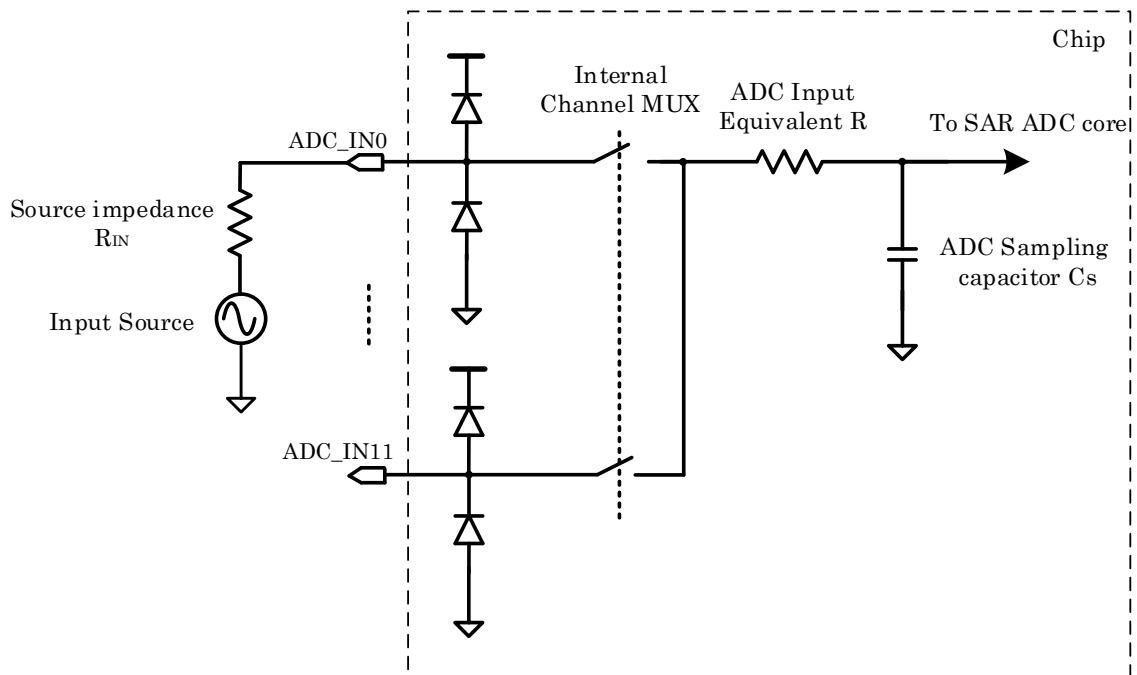 Chip
Internal
Channel MUX
ADC Input
Equivalent R
To SAR ADC core
ADC_IN0
Source impedance
RIN
ADC Sampling
capacitor Cs
Input Source
ADC_IN11